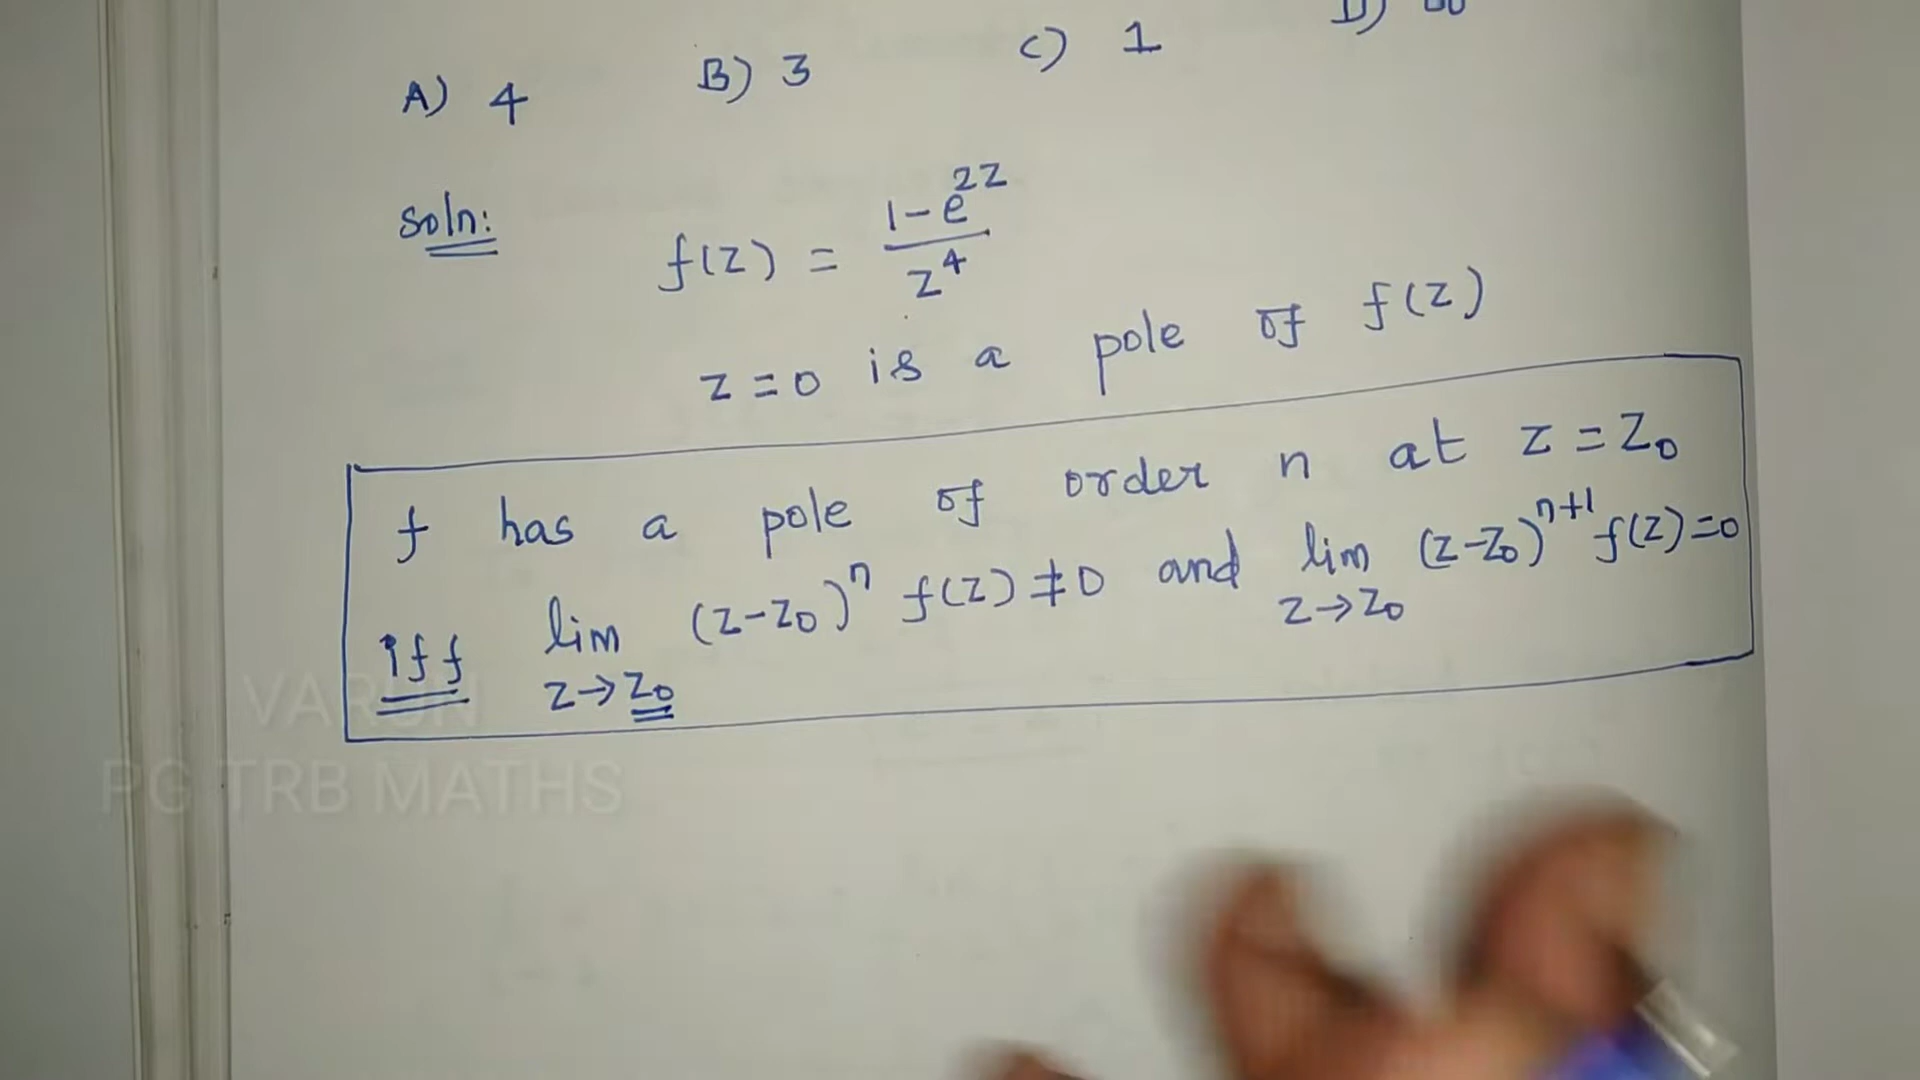 A) 4 B) 3 C) 1 D)
Soln:
f(z) = \frac{1-e^{2z}}{z^4}
z=0 is a pole of f(z)
f has a pole of order n at z=z₀
iff lim_{z→z₀} (z-z₀)^n f(z)≠0 and lim_{z→z₀} (z-z₀)^{n+1} f(z)=0
PG TRB MATHS